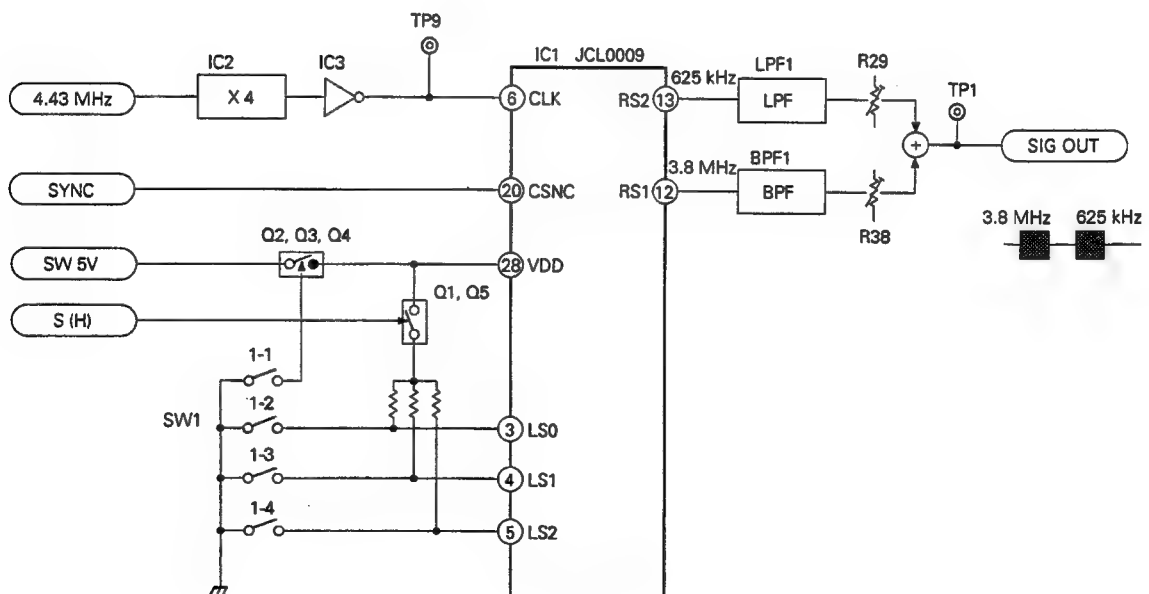 TP9
IC2
IC3
IC1 JCL0009
4.43 MHz
X 4
6
CLK
625 kHz
LPF1
RS2
13
LPF
R29
TP1
+
SIG OUT
SYNC
20
CSNC
3.8 MHz
BPF1
RS1
12
BPF
R38
3.8 MHz
625 kHz
Q2, Q3, Q4
SW 5V
28
VDD
Q1, Q5
S (H)
1-1
SW1
1-2
3
LS0
1-3
4
LS1
1-4
5
LS2